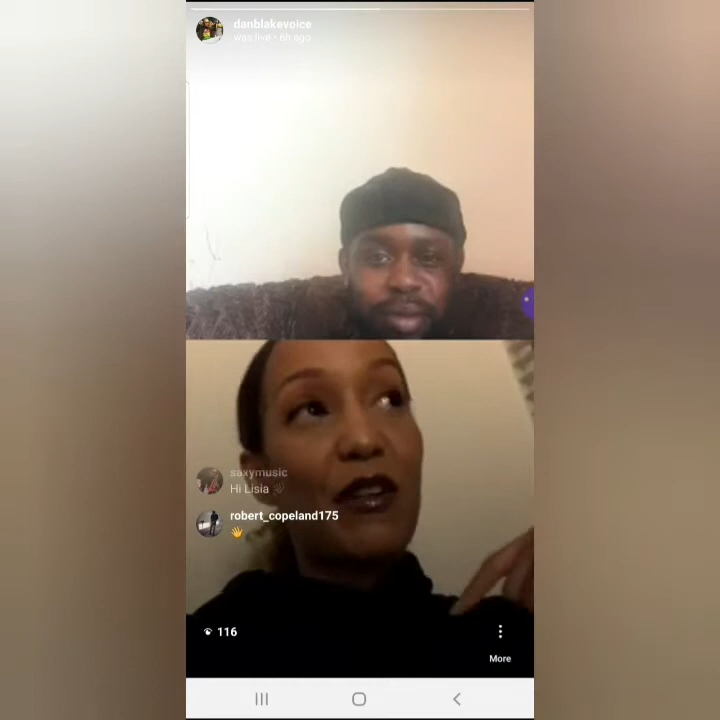 danblakevoice
was live • 6h ago
saxymusic
Hi Lisia 👋🏿
robert_copeland175
👋
116
More